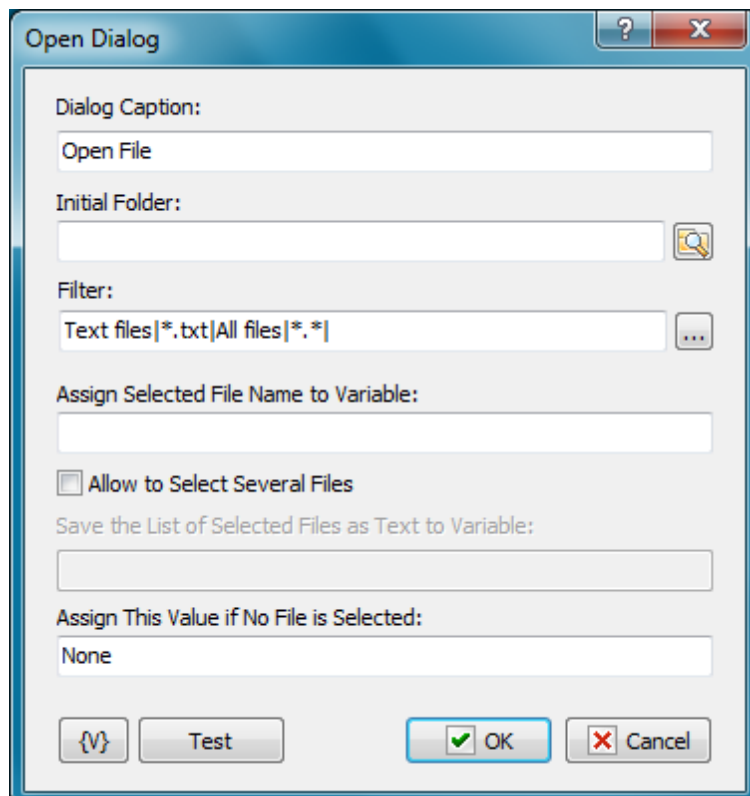 Open Dialog
?
Dialog Caption:
Open File
Initial Folder:
Filter:
Text files|*.txt|All files|*.*|
...
Assign Selected File Name to Variable:
Allow to Select Several Files
Save the List of Selected Files as Text to Variable:
Assign This Value if No File is Selected:
None
{V} Test OK Cancel